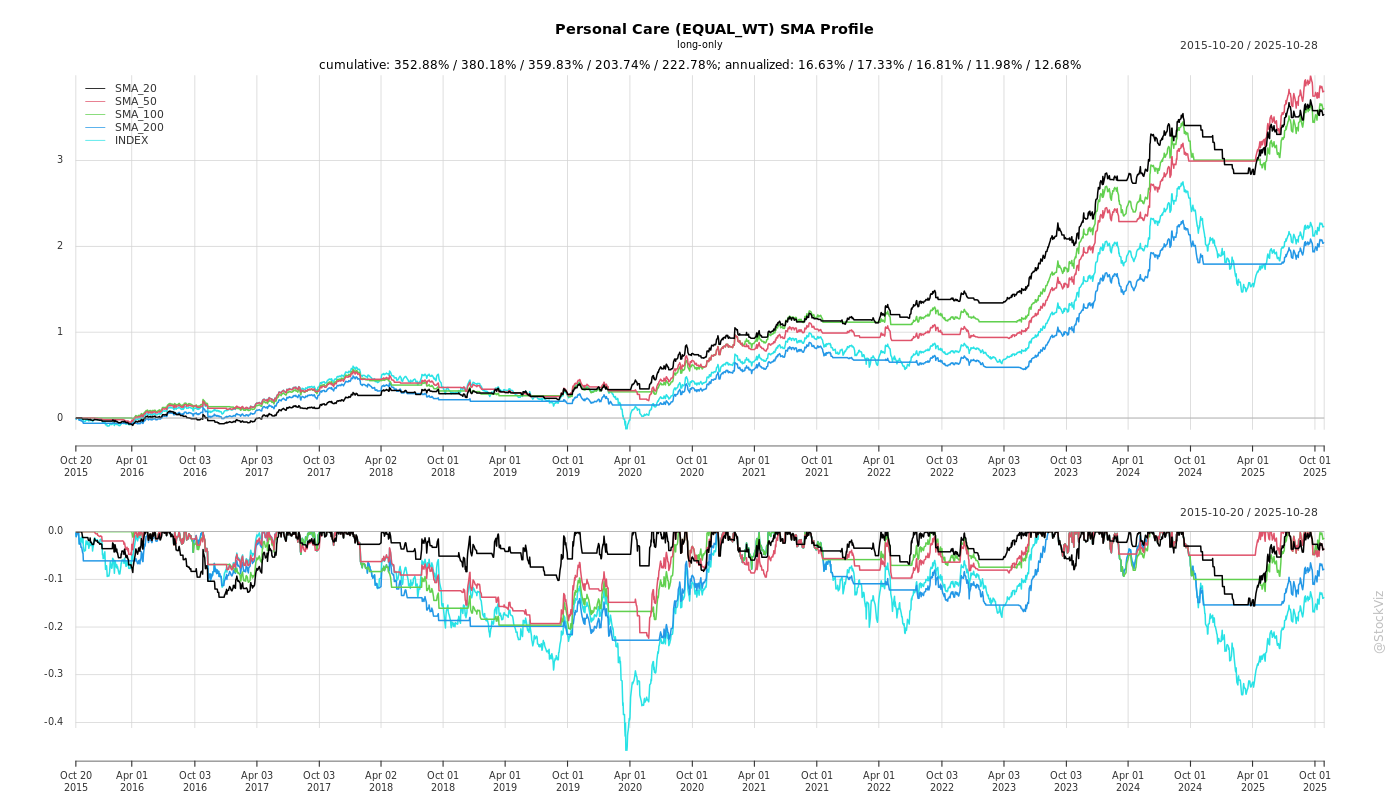 Personal Care (EQUAL_WT) SMA Profile
long-only
2015-10-20 / 2025-10-28
cumulative: 352.88% / 380.18% / 359.83% / 203.74% / 222.78%; annualized: 16.63% / 17.33% / 16.81% / 11.98% / 12.68%
SMA_20
SMA_50
SMA_100
SMA_200
INDEX
3
2
1
0
Oct 20 Apr 01 Oct 03 Apr 03 Oct 03 Apr 02 Oct 01 Apr 01 Oct 01 Apr 01 Oct 01 Apr 01 Oct 01 Apr 01 Oct 03 Apr 03 Oct 03 Apr 01 Oct 01 Apr 01 Oct 01
2015 2016 2016 2017 2017 2018 2018 2019 2019 2020 2020 2021 2021 2022 2022 2023 2023 2024 2024 2025 2025
2015-10-20 / 2025-10-28
0.0
-0.1
-0.2
-0.3
-0.4
Oct 20 Apr 01 Oct 03 Apr 03 Oct 03 Apr 02 Oct 01 Apr 01 Oct 01 Apr 01 Oct 01 Apr 01 Oct 01 Apr 01 Oct 03 Apr 03 Oct 03 Apr 01 Oct 01 Apr 01 Oct 01
2015 2016 2016 2017 2017 2018 2018 2019 2019 2020 2020 2021 2021 2022 2022 2023 2023 2024 2024 2025 2025
@StockViz